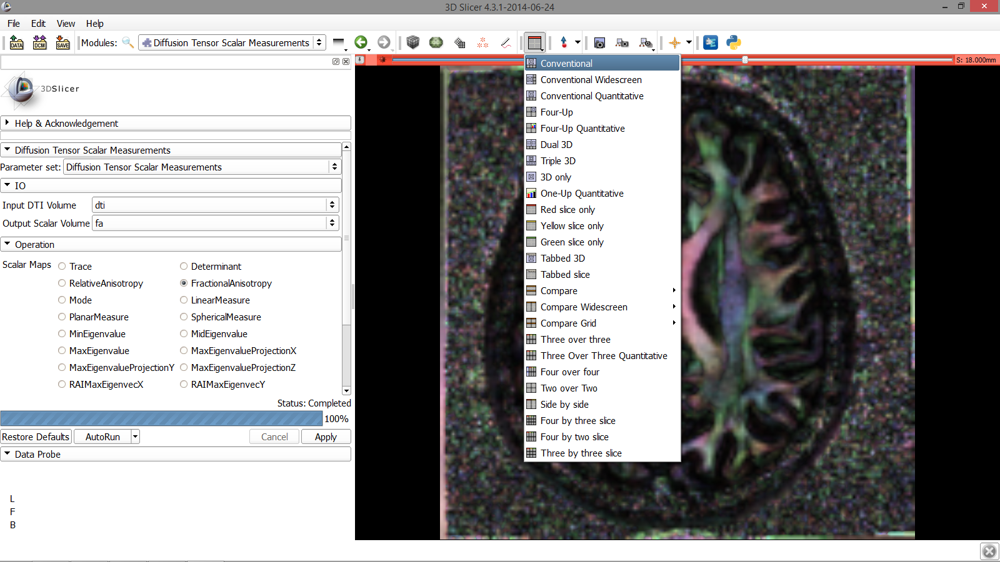 3D Slicer 4.3.1-2014-06-24
File Edit View Help
DATA DCM SAVE Modules: Diffusion Tensor Scalar Measurements
S: 18.000mm
3DSlicer
Help & Acknowledgement
Diffusion Tensor Scalar Measurements
Parameter set: Diffusion Tensor Scalar Measurements
IO
Input DTI Volume dti
Output Scalar Volume fa
Operation
Scalar Maps Trace Determinant
RelativeAnisotropy FractionalAnisotropy
Mode LinearMeasure
PlanarMeasure SphericalMeasure
MinEigenvalue MidEigenvalue
MaxEigenvalue MaxEigenvalueProjectionX
MaxEigenvalueProjectionY MaxEigenvalueProjectionZ
RAIMaxEigenvecX RAIMaxEigenvecY
Status: Completed
100%
Restore Defaults AutoRun Cancel Apply
Data Probe
L
F
B
Conventional
Conventional Widescreen
Conventional Quantitative
Four-Up
Four-Up Quantitative
Dual 3D
Triple 3D
3D only
One-Up Quantitative
Red slice only
Yellow slice only
Green slice only
Tabbed 3D
Tabbed slice
Compare
Compare Widescreen
Compare Grid
Three over three
Three Over Three Quantitative
Four over four
Two over Two
Side by side
Four by three slice
Four by two slice
Three by three slice